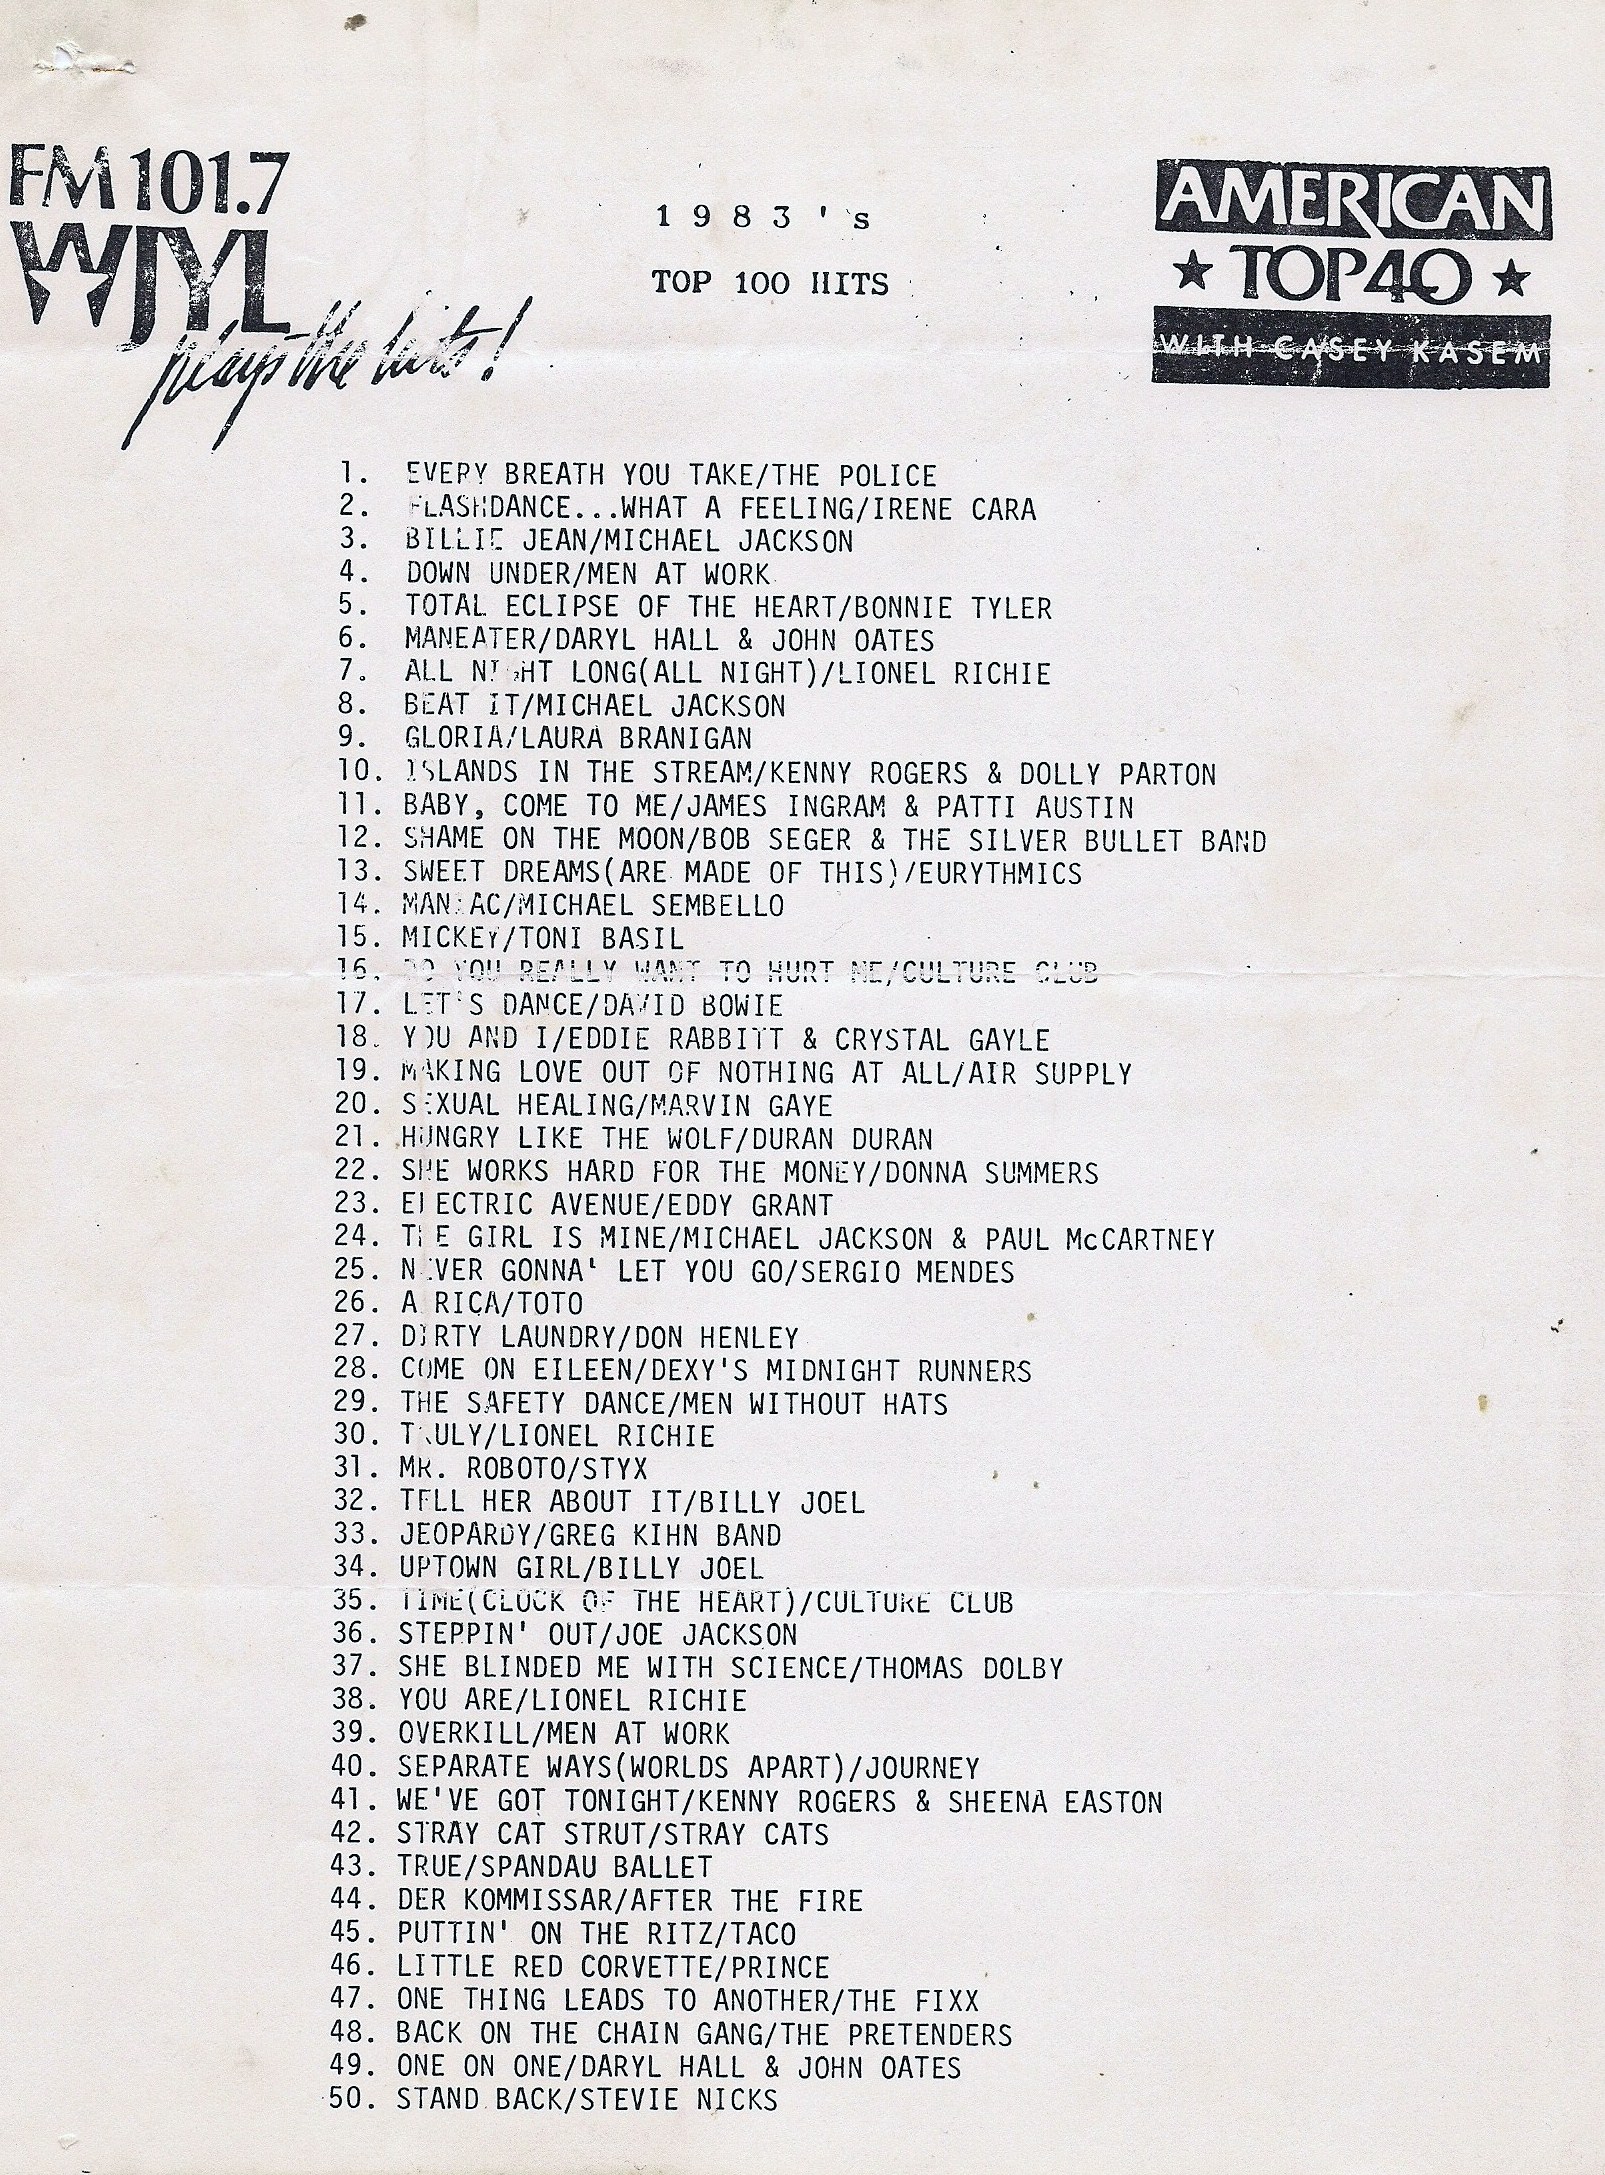 FM 101.7
WJYL
plays the hits!
1983's
TOP 100 HITS
AMERICAN
TOP 40
WITH CASEY KASEM
1. EVERY BREATH YOU TAKE/THE POLICE
2. FLASHDANCE...WHAT A FEELING/IRENE CARA
3. BILLIE JEAN/MICHAEL JACKSON
4. DOWN UNDER/MEN AT WORK
5. TOTAL ECLIPSE OF THE HEART/BONNIE TYLER
6. MANEATER/DARYL HALL & JOHN OATES
7. ALL NIGHT LONG(ALL NIGHT)/LIONEL RICHIE
8. BEAT IT/MICHAEL JACKSON
9. GLORIA/LAURA BRANIGAN
10. ISLANDS IN THE STREAM/KENNY ROGERS & DOLLY PARTON
11. BABY, COME TO ME/JAMES INGRAM & PATTI AUSTIN
12. SHAME ON THE MOON/BOB SEGER & THE SILVER BULLET BAND
13. SWEET DREAMS(ARE MADE OF THIS)/EURYTHMICS
14. MANIAC/MICHAEL SEMBELLO
15. MICKEY/TONI BASIL
16. DO YOU REALLY WANT TO HURT ME/CULTURE CLUB
17. LET'S DANCE/DAVID BOWIE
18. YOU AND I/EDDIE RABBITT & CRYSTAL GAYLE
19. MAKING LOVE OUT OF NOTHING AT ALL/AIR SUPPLY
20. SEXUAL HEALING/MARVIN GAYE
21. HUNGRY LIKE THE WOLF/DURAN DURAN
22. SHE WORKS HARD FOR THE MONEY/DONNA SUMMERS
23. ELECTRIC AVENUE/EDDY GRANT
24. THE GIRL IS MINE/MICHAEL JACKSON & PAUL McCARTNEY
25. NEVER GONNA' LET YOU GO/SERGIO MENDES
26. AFRICA/TOTO
27. DIRTY LAUNDRY/DON HENLEY
28. COME ON EILEEN/DEXY'S MIDNIGHT RUNNERS
29. THE SAFETY DANCE/MEN WITHOUT HATS
30. TRULY/LIONEL RICHIE
31. MR. ROBOTO/STYX
32. TELL HER ABOUT IT/BILLY JOEL
33. JEOPARDY/GREG KIHN BAND
34. UPTOWN GIRL/BILLY JOEL
35. TIME(CLOCK OF THE HEART)/CULTURE CLUB
36. STEPPIN' OUT/JOE JACKSON
37. SHE BLINDED ME WITH SCIENCE/THOMAS DOLBY
38. YOU ARE/LIONEL RICHIE
39. OVERKILL/MEN AT WORK
40. SEPARATE WAYS(WORLDS APART)/JOURNEY
41. WE'VE GOT TONIGHT/KENNY ROGERS & SHEENA EASTON
42. STRAY CAT STRUT/STRAY CATS
43. TRUE/SPANDAU BALLET
44. DER KOMMISSAR/AFTER THE FIRE
45. PUTTIN' ON THE RITZ/TACO
46. LITTLE RED CORVETTE/PRINCE
47. ONE THING LEADS TO ANOTHER/THE FIXX
48. BACK ON THE CHAIN GANG/THE PRETENDERS
49. ONE ON ONE/DARYL HALL & JOHN OATES
50. STAND BACK/STEVIE NICKS